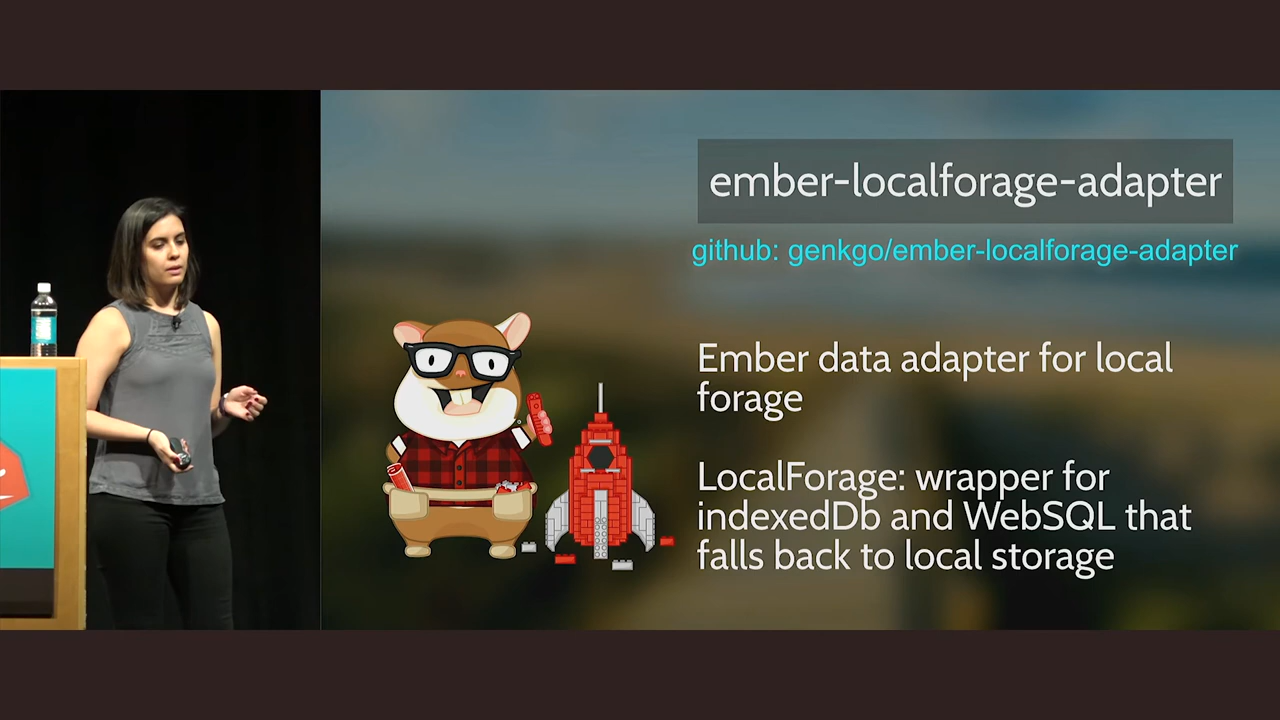 ember-localforage-adapter
github: genkgo/ember-localforage-adapter
Ember data adapter for local
forage
LocalForage: wrapper for
indexedDb and WebSQL that
falls back to local storage